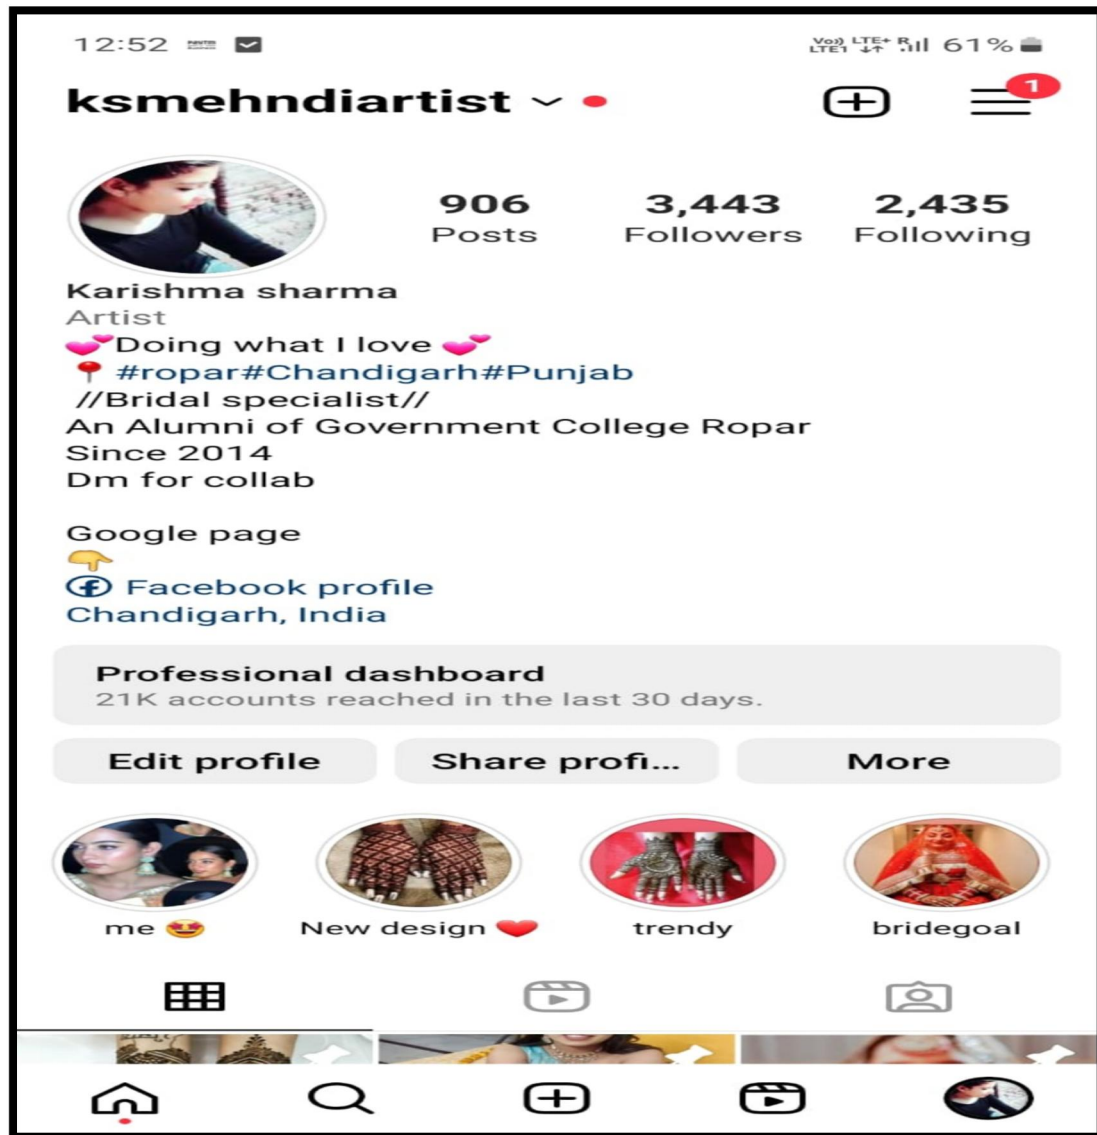 12:52 61%
ksmehndiartist
1
906 3,443 2,435
Posts Followers Following
Karishma sharma
Artist
💕Doing what I love 💕
📍 #ropar#Chandigarh#Punjab
//Bridal specialist//
An Alumni of Government College Ropar
Since 2014
Dm for collab
Google page
👇
Facebook profile
Chandigarh, India
Professional dashboard
21K accounts reached in the last 30 days.
Edit profile Share profi... More
me 🤩 New design ❤️ trendy bridegoal